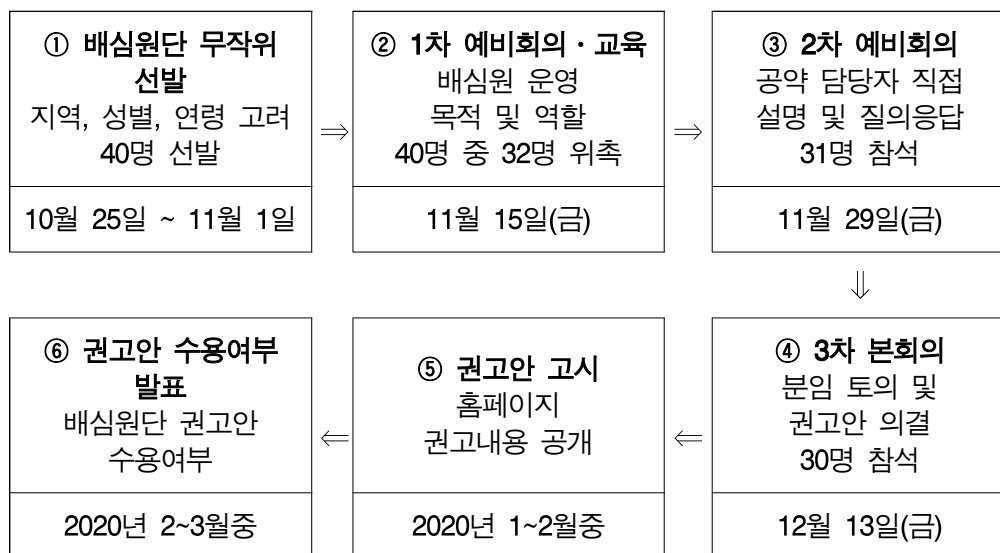 ① 배심원단 무작위
선발
지역, 성별, 연령 고려
40명 선발
10월 25일 ~ 11월 1일
⇒
② 1차 예비회의·교육
배심원 운영
목적 및 역할
40명 중 32명 위촉
11월 15일(금)
⇒
③ 2차 예비회의
공약 담당자 직접
설명 및 질의응답
31명 참석
11월 29일(금)
⇓
④ 3차 본회의
분임 토의 및
권고안 의결
30명 참석
12월 13일(금)
⇐
⑤ 권고안 고시
홈페이지
권고내용 공개
2020년 1~2월중
⇐
⑥ 권고안 수용여부
발표
배심원단 권고안
수용여부
2020년 2~3월중